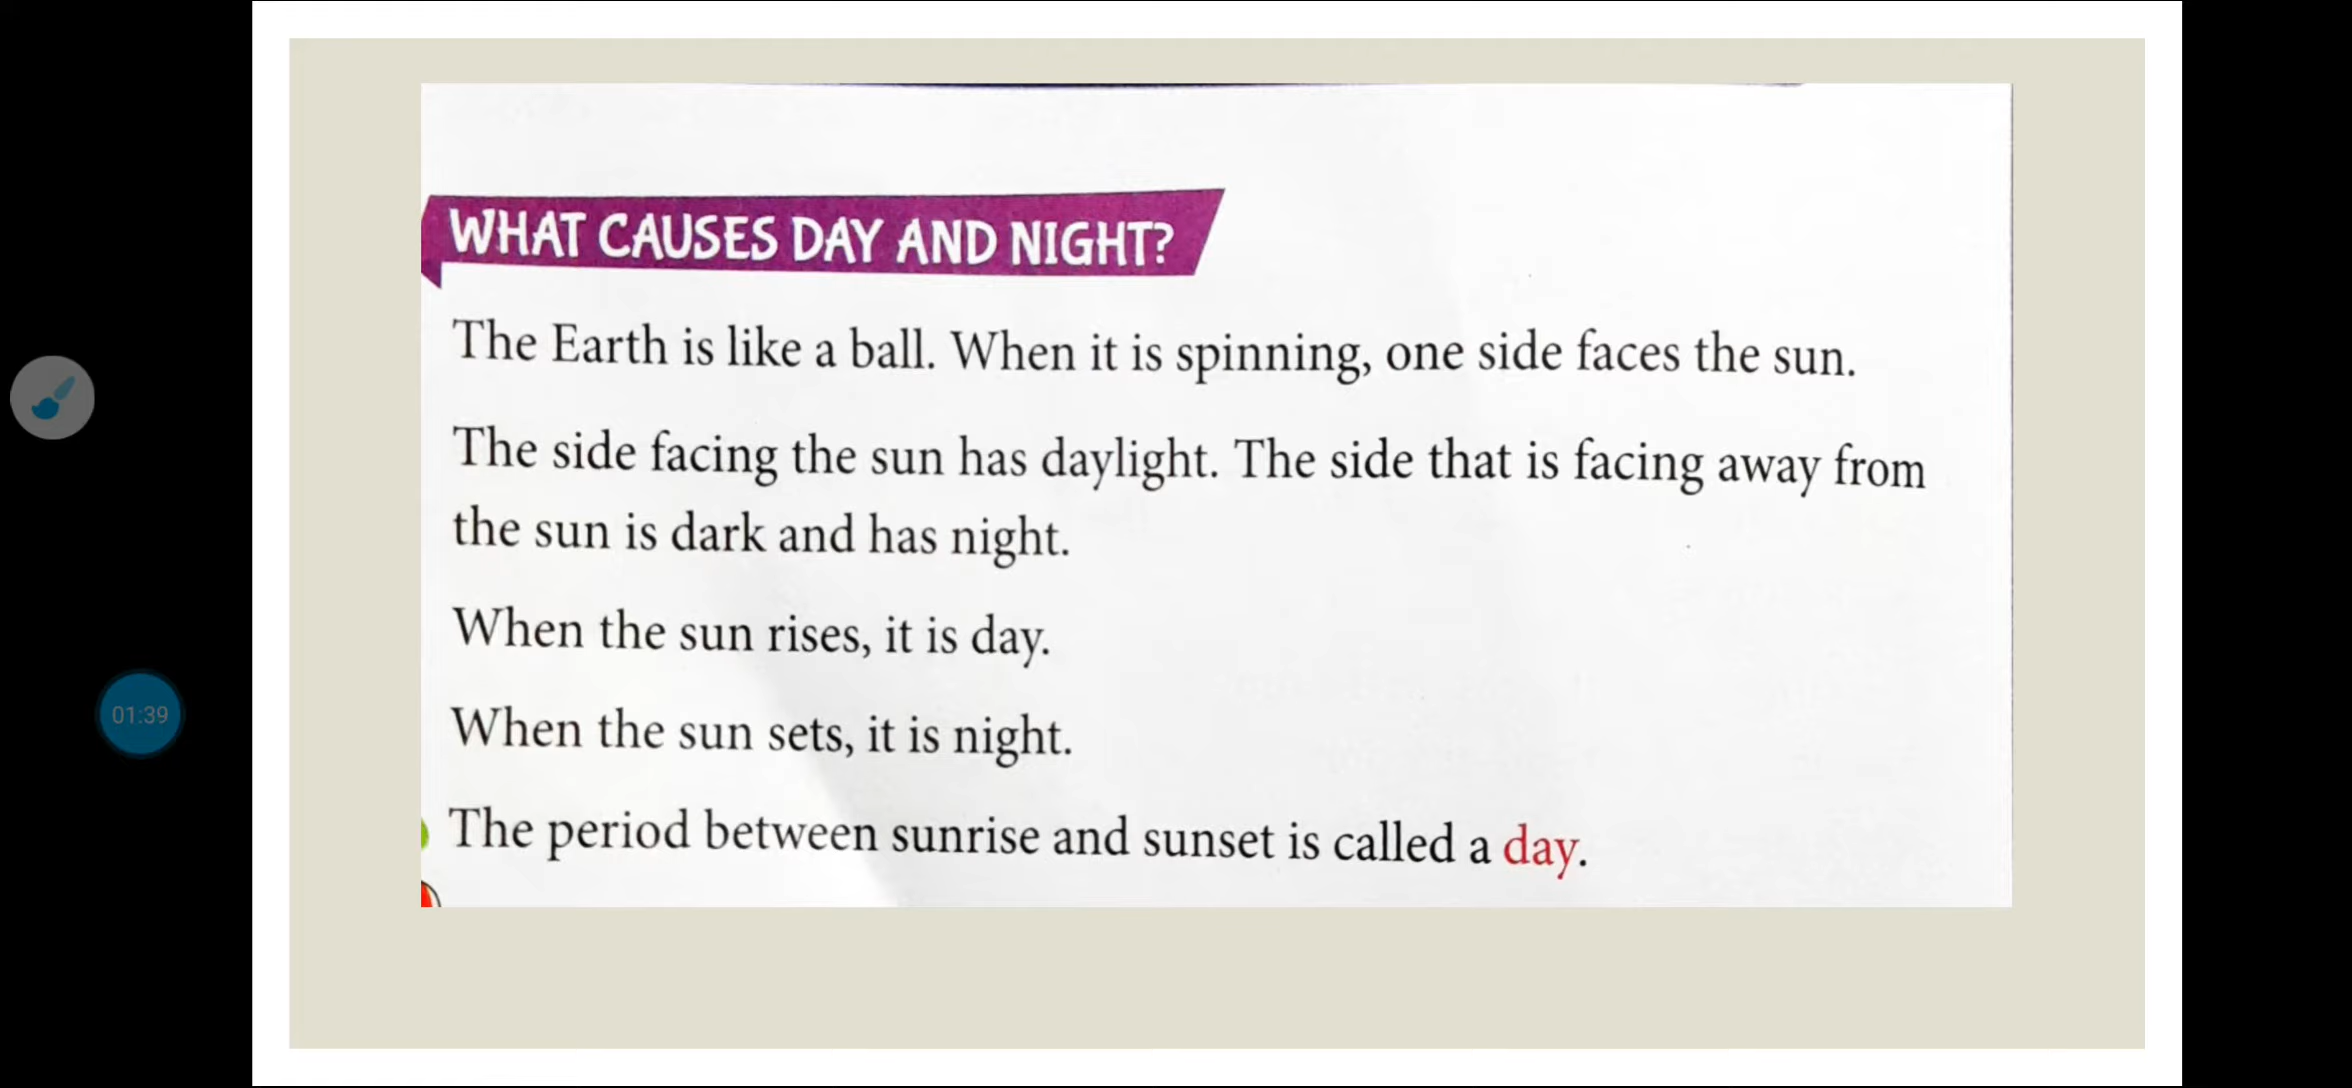 WHAT CAUSES DAY AND NIGHT?
The Earth is like a ball. When it is spinning, one side faces the sun.
The side facing the sun has daylight. The side that is facing away from
the sun is dark and has night.
When the sun rises, it is day.
01:39
When the sun sets, it is night.
The period between sunrise and sunset is called a day.